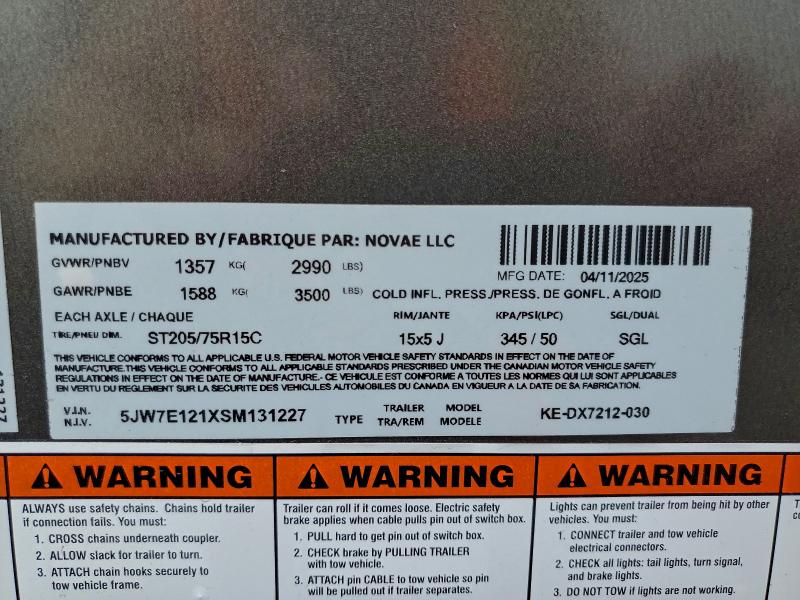 MANUFACTURED BY/FABRIQUE PAR: NOVAE LLC
GVWR/PNBV 1357 KG( 2990 LBS)
MFG DATE: 04/11/2025
GAWR/PNBE 1588 KG( 3500 LBS) COLD INFL. PRESS./PRESS. DE GONFL. A FROID
EACH AXLE / CHAQUE RIM/JANTE KPA/PSI(LPC) SGL/DUAL
TIRE/PNEU DIM. ST205/75R15C 15x5 J 345 / 50 SGL
THIS VEHICLE CONFORMS TO ALL APPLICABLE U.S. FEDERAL MOTOR VEHICLE SAFETY STANDARDS IN EFFECT ON THE DATE OF
MANUFACTURE.THIS VEHICLE CONFORMS TO ALL APPLICABLE STANDARDS PRESCRIBED UNDER THE CANADIAN MOTOR VEHICLE SAFETY
REGULATIONS IN EFFECT ON THE DATE OF MANUFACTURE.- CE VEHICULE EST CONFORME A TOUTES LES NORMES QUI LUI SONT APPLICABLES
EN VERTU DU REGLEMENT SUR LA SECURITE DES VEHICULES AUTOMOBILES DU CANADA EN VIGUEUR A LA DATE DE SA FABRICATION.
V.I.N. 5JW7E121XSM131227 TYPE TRAILER MODEL KE-DX7212-030
N.I.V. TRA/REM MODELE
131227
WARNING
ALWAYS use safety chains. Chains hold trailer
if connection fails. You must:
1. CROSS chains underneath coupler.
2. ALLOW slack for trailer to turn.
3. ATTACH chain hooks securely to
tow vehicle frame.
WARNING
Trailer can roll if it comes loose. Electric safety
brake applies when cable pulls pin out of switch box.
1. PULL hard to get pin out of switch box.
2. CHECK brake by PULLING TRAILER
with tow vehicle.
3. ATTACH pin CABLE to tow vehicle so pin
will be pulled out if trailer separates.
WARNING
Lights can prevent trailer from being hit by other
vehicles. You must:
1. CONNECT trailer and tow vehicle
electrical connectors.
2. CHECK all lights: tail lights, turn signal,
and brake lights.
3. DO NOT TOW if lights are not working.